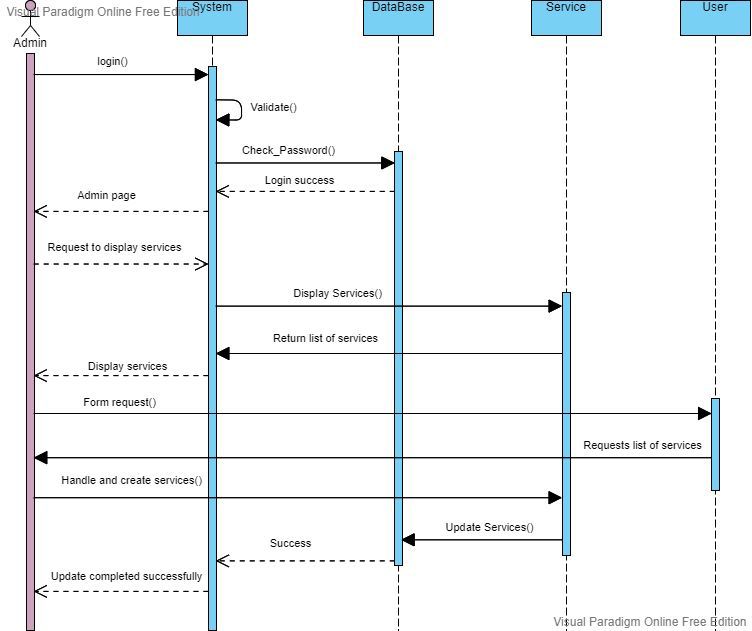 Visual Paradigm Online Free Edition
System
DataBase
Service
User
Admin
login()
Validate()
Check_Password()
Login success
Admin page
Request to display services
Display Services()
Return list of services
Display services
Form request()
Requests list of services
Handle and create services()
Update Services()
Success
Update completed successfully
Visual Paradigm Online Free Edition